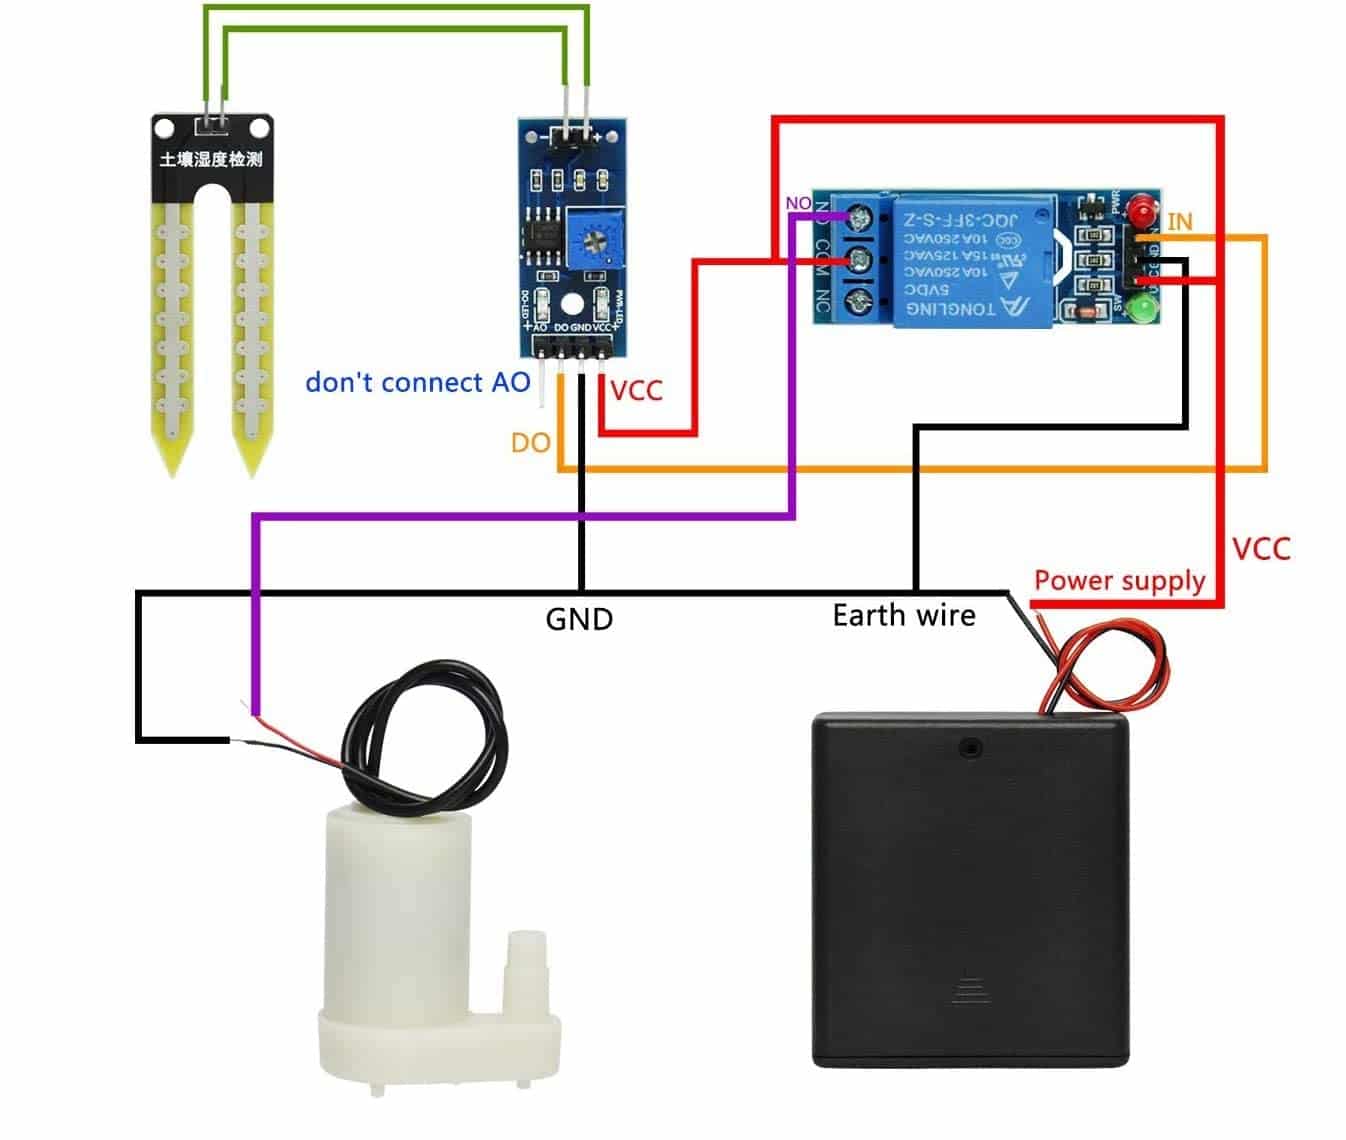 土壤湿度检测
- +
DO-LED
PWR-LED
AO DO GND VCC
don't connect AO
VCC
DO
NO
NO
COM
NC
JQC-3FF-S-Z
10A 250VAC
15A 125VAC
10A 250VAC
5VDC
TONGLING
PWR
IN
GND
VCC
IN
VCC
Power supply
GND
Earth wire